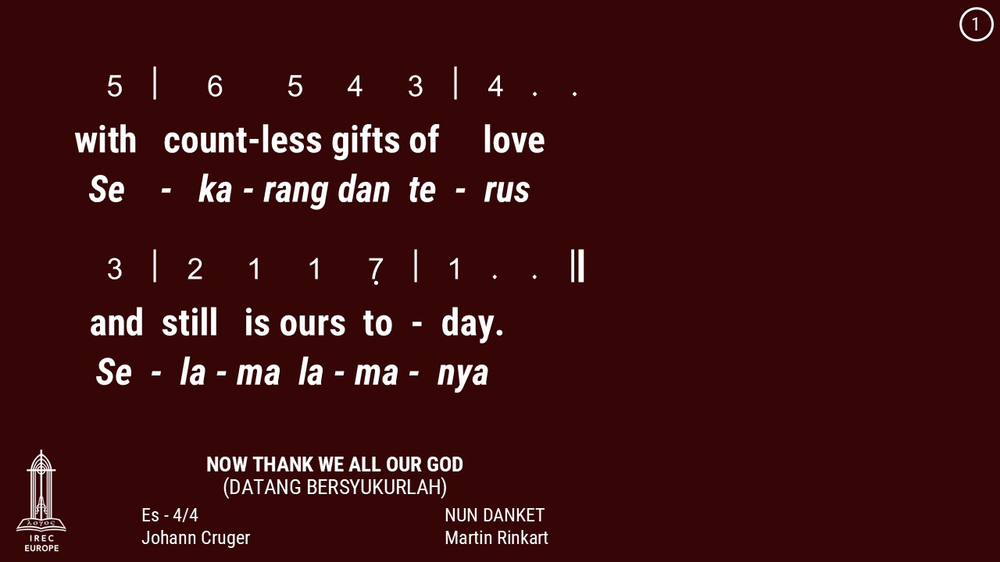 1
5 | 6 5 4 3 | 4 . .
with count-less gifts of love
Se - ka - rang dan te - rus
3 | 2 1 1 7̣ | 1 . . ‖
and still is ours to - day.
Se - la - ma la - ma - nya
NOW THANK WE ALL OUR GOD
(DATANG BERSYUKURLAH)
Es - 4/4 NUN DANKET
Johann Cruger Martin Rinkart
λογος
IREC
EUROPE